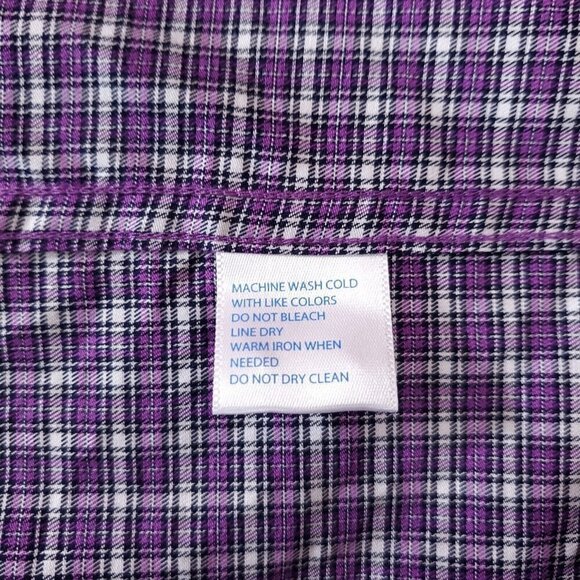 MACHINE WASH COLD
WITH LIKE COLORS
DO NOT BLEACH
LINE DRY
WARM IRON WHEN
NEEDED
DO NOT DRY CLEAN